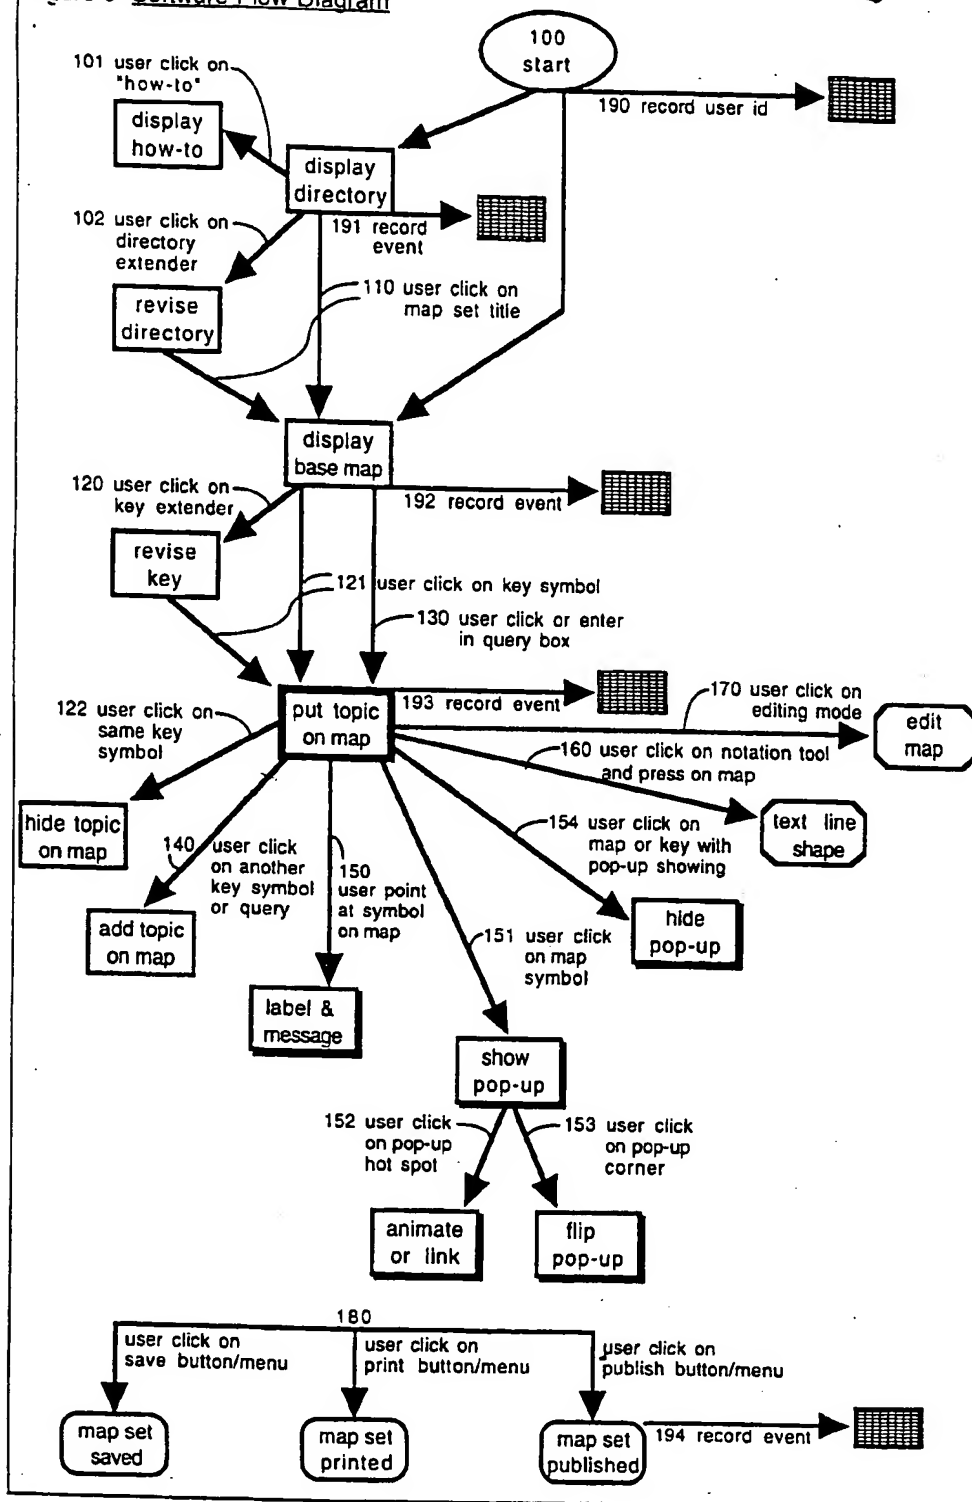 Software Flow Diagram
100
start
101 user click on
"how-to"
190 record user id
display
how-to
display
directory
102 user click on
directory
extender
191 record
event
110 user click on
map set title
revise
directory
display
base map
120 user click on
key extender
192 record event
revise
key
121 user click on key symbol
130 user click or enter
in query box
193 record event
170 user click on
editing mode
122 user click on
same key
symbol
put topic
on map
edit
map
160 user click on notation tool
and press on map
hide topic
on map
text line
shape
154 user click on
map or key with
pop-up showing
140 user click
on another
key symbol
or query
150
user point
at symbol
on map
hide
pop-up
add topic
on map
151 user click
on map
symbol
label &
message
show
pop-up
152 user click
on pop-up
hot spot
153 user click
on pop-up
corner
animate
or link
flip
pop-up
180
user click on
save button/menu
user click on
print button/menu
user click on
publish button/menu
map set
saved
map set
printed
map set
published
194 record event